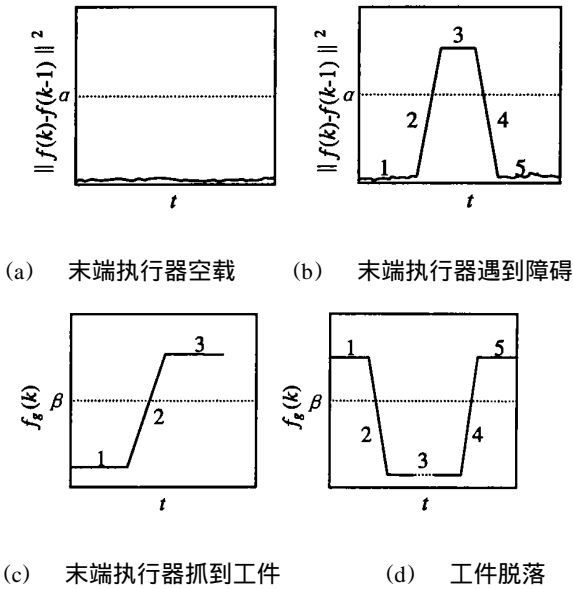 ‖ f(k)-f(k-1) ‖ ²
α
t
‖ f(k)-f(k-1) ‖ ²
α
1
2
3
4
5
t
(a) 末端执行器空载
(b) 末端执行器遇到障碍
f_g(k)
β
1
2
3
t
f_g(k)
β
1
2
3
4
5
t
(c) 末端执行器抓到工件
(d) 工件脱落